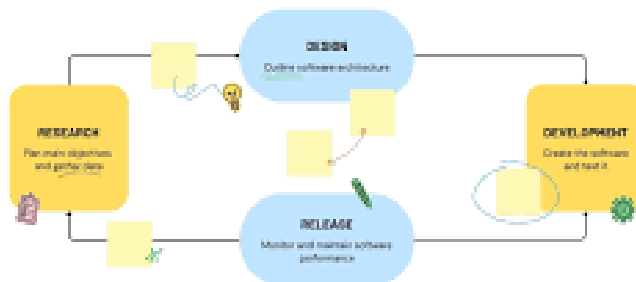 DESIGN
Outline software architecture
RESEARCH
Plan main objectives
and gather data
DEVELOPMENT
Create the software
and test it.
RELEASE
Monitor and maintain software
performance